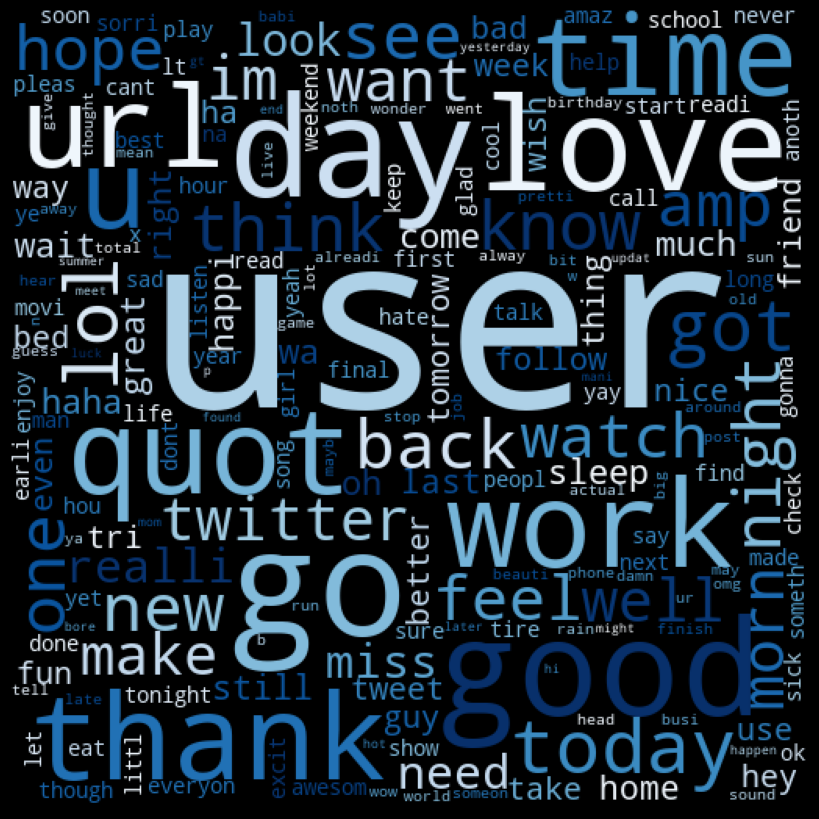 soon sorri play babi amaz school never
hope look see yesterday time
pleas lt cant im want bad week help
url give thought ha weekend noth wonder went birthday start readi
day love wish cool anoth
best mean na end live
way right hour keep glad pretti call friend
ye away u x think know amp
wait total come much
lol summer read alreadi first alway bit updat sun
hear meet sad listen happi lot yeah user w thing long old
movi n great game hate tomorrow talk got
bed guess luck year wa final follow mani gonna
p girl yay nice around
enjoy haha life found stop job
earli man quot song back watch night post
even dont mayb oh last peopl sleep find
hou actual big check
one ya tri mom twitter work say
realli better beauti phone next made may omg damn
yet new go run feel well ur someth
bore sure later tire rain might finish morn
done b make miss good hi sick
fun still tweet
tell late tonight thank guy head busi use
let eat littl hot show today happen ok
though everyon excit awesom wow need world someon take home hey sound